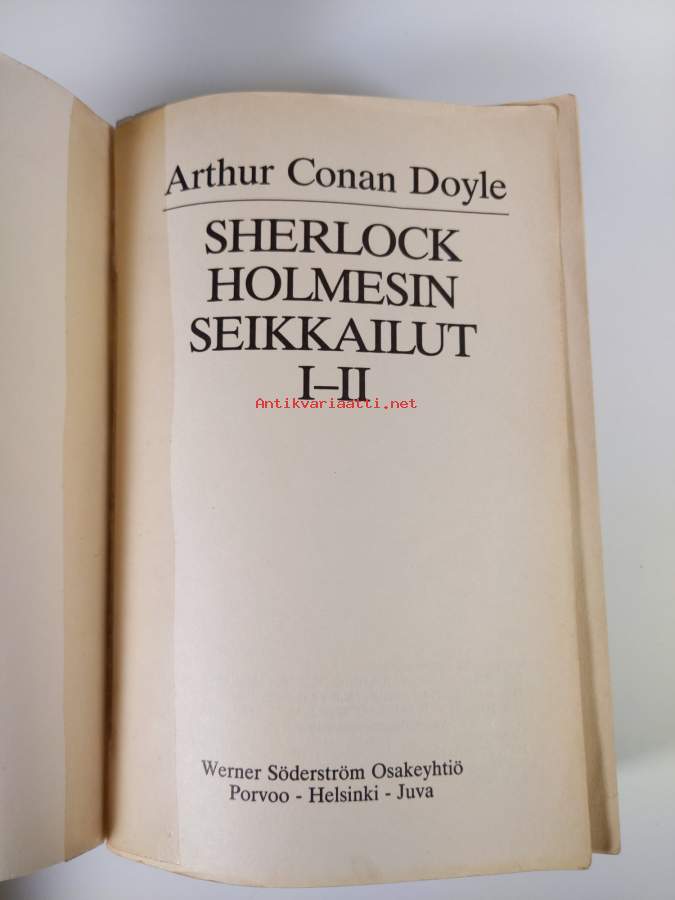 Arthur Conan Doyle
SHERLOCK
HOLMESIN
SEIKKAILUT
I–II
Antikvariaatti.net
Werner Söderström Osakeyhtiö
Porvoo - Helsinki - Juva